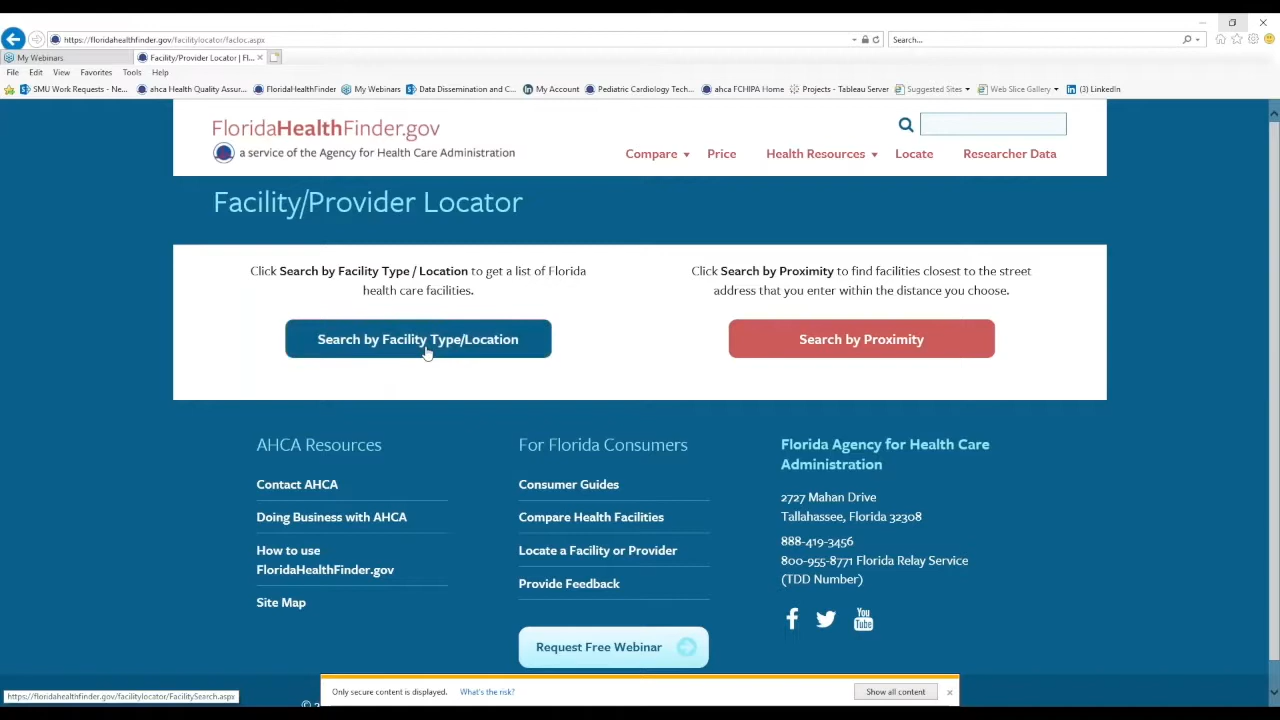 https://floridahealthfinder.gov/facilitylocator/facloc.aspx
Search...
My Webinars
Facility/Provider Locator | Fl...
File Edit View Favorites Tools Help
SMU Work Requests - Ne...
ahca Health Quality Assur...
FloridaHealthFinder
My Webinars
Data Dissemination and C...
My Account
Pediatric Cardiology Tech...
ahca FCHIPA Home
Projects - Tableau Server
Suggested Sites
Web Slice Gallery
(3) LinkedIn
FloridaHealthFinder.gov
a service of the Agency for Health Care Administration
Compare Price Health Resources Locate Researcher Data
Facility/Provider Locator
Click Search by Facility Type / Location to get a list of Florida
health care facilities.
Search by Facility Type/Location
Click Search by Proximity to find facilities closest to the street
address that you enter within the distance you choose.
Search by Proximity
AHCA Resources
Contact AHCA
Doing Business with AHCA
How to use
FloridaHealthFinder.gov
Site Map
For Florida Consumers
Consumer Guides
Compare Health Facilities
Locate a Facility or Provider
Provide Feedback
Request Free Webinar
Florida Agency for Health Care
Administration
2727 Mahan Drive
Tallahassee, Florida 32308
888-419-3456
800-955-8771 Florida Relay Service
(TDD Number)
You
Tube
https://floridahealthfinder.gov/facilitylocator/FacilitySearch.aspx
Only secure content is displayed. What's the risk? Show all content